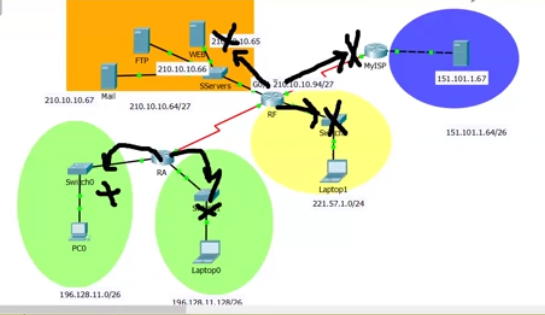 FTP
WEB
210.10.10.65
210.10.10.66
SServers
Mail
210.10.10.67
210.10.10.64/27
210.10.10.94/27
RF
MyISP
151.101.1.67
151.101.1.64/26
Laptop1
221.57.1.0/24
RA
Switch0
PC0
Laptop0
196.128.11.0/26
196.128.11.128/26